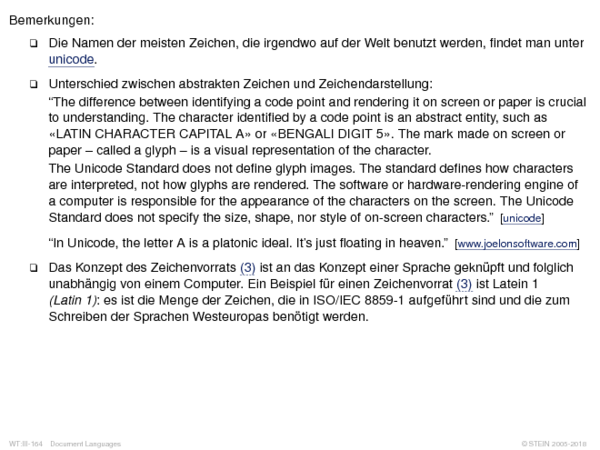 Bemerkungen:
❑ Die Namen der meisten Zeichen, die irgendwo auf der Welt benutzt werden, findet man unter
unicode.
❑ Unterschied zwischen abstrakten Zeichen und Zeichendarstellung:
“The difference between identifying a code point and rendering it on screen or paper is crucial
to understanding. The character identified by a code point is an abstract entity, such as
«LATIN CHARACTER CAPITAL A» or «BENGALI DIGIT 5». The mark made on screen or
paper – called a glyph – is a visual representation of the character.
The Unicode Standard does not define glyph images. The standard defines how characters
are interpreted, not how glyphs are rendered. The software or hardware-rendering engine of
a computer is responsible for the appearance of the characters on the screen. The Unicode
Standard does not specify the size, shape, nor style of on-screen characters.” [unicode]
“In Unicode, the letter A is a platonic ideal. It’s just floating in heaven.” [www.joelonsoftware.com]
❑ Das Konzept des Zeichenvorrats (3) ist an das Konzept einer Sprache geknüpft und folglich
unabhängig von einem Computer. Ein Beispiel für einen Zeichenvorrat (3) ist Latein 1
(Latin 1): es ist die Menge der Zeichen, die in ISO/IEC 8859-1 aufgeführt sind und die zum
Schreiben der Sprachen Westeuropas benötigt werden.
WT:III-164 Document Languages © STEIN 2005-2018